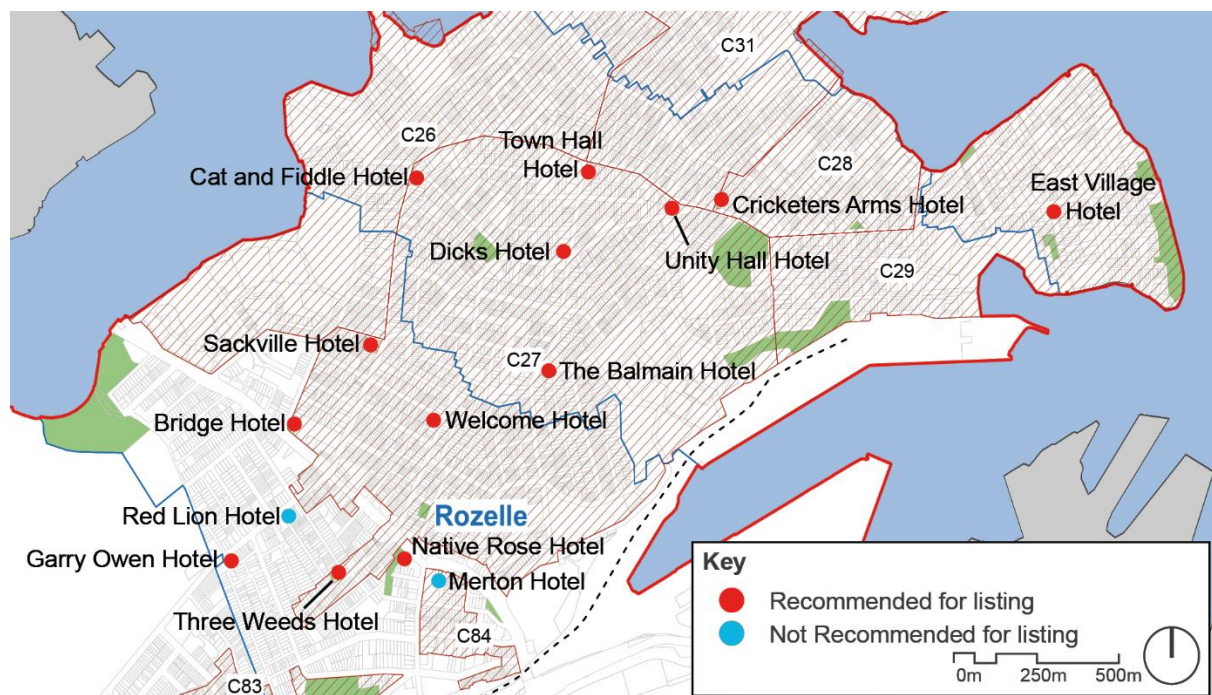 C31
C26
Town Hall
Hotel
C28
Cat and Fiddle Hotel
East Village
Hotel
Cricketers Arms Hotel
Dicks Hotel
Unity Hall Hotel
C29
Sackville Hotel
C27
The Balmain Hotel
Bridge Hotel
Welcome Hotel
Red Lion Hotel
Rozelle
Native Rose Hotel
Garry Owen Hotel
Merton Hotel
Three Weeds Hotel
C84
C83
Key
Recommended for listing
Not Recommended for listing
0m 250m 500m